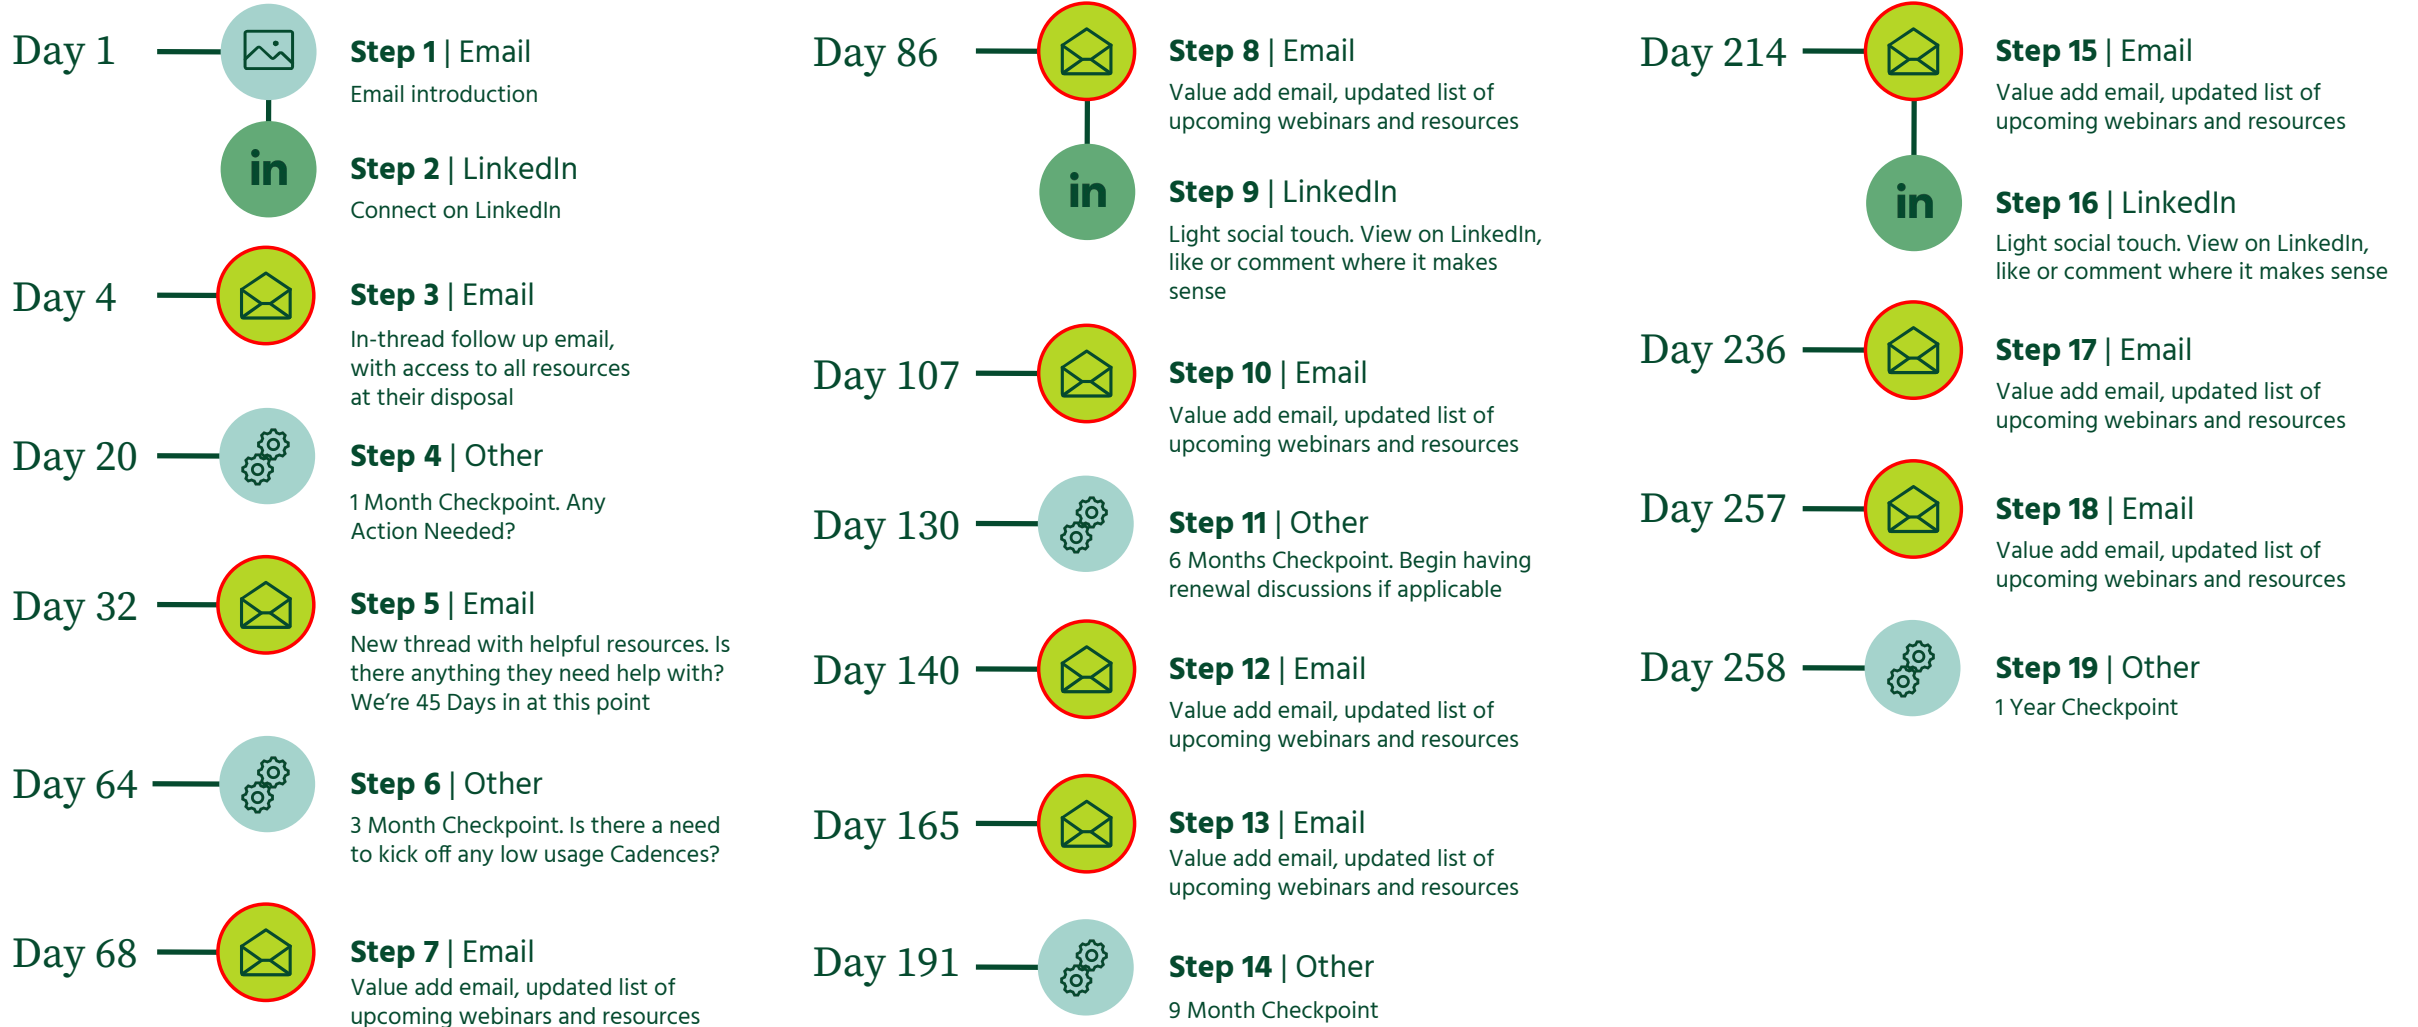 Day 1
Step 1 | Email
Email introduction
in
Step 2 | LinkedIn
Connect on LinkedIn
Day 4
Step 3 | Email
In-thread follow up email,
with access to all resources
at their disposal
Day 20
Step 4 | Other
1 Month Checkpoint. Any
Action Needed?
Day 32
Step 5 | Email
New thread with helpful resources. Is
there anything they need help with?
We’re 45 Days in at this point
Day 64
Step 6 | Other
3 Month Checkpoint. Is there a need
to kick off any low usage Cadences?
Day 68
Step 7 | Email
Value add email, updated list of
upcoming webinars and resources
Day 86
Step 8 | Email
Value add email, updated list of
upcoming webinars and resources
in
Step 9 | LinkedIn
Light social touch. View on LinkedIn,
like or comment where it makes
sense
Day 107
Step 10 | Email
Value add email, updated list of
upcoming webinars and resources
Day 130
Step 11 | Other
6 Months Checkpoint. Begin having
renewal discussions if applicable
Day 140
Step 12 | Email
Value add email, updated list of
upcoming webinars and resources
Day 165
Step 13 | Email
Value add email, updated list of
upcoming webinars and resources
Day 191
Step 14 | Other
9 Month Checkpoint
Day 214
Step 15 | Email
Value add email, updated list of
upcoming webinars and resources
in
Step 16 | LinkedIn
Light social touch. View on LinkedIn,
like or comment where it makes sense
Day 236
Step 17 | Email
Value add email, updated list of
upcoming webinars and resources
Day 257
Step 18 | Email
Value add email, updated list of
upcoming webinars and resources
Day 258
Step 19 | Other
1 Year Checkpoint